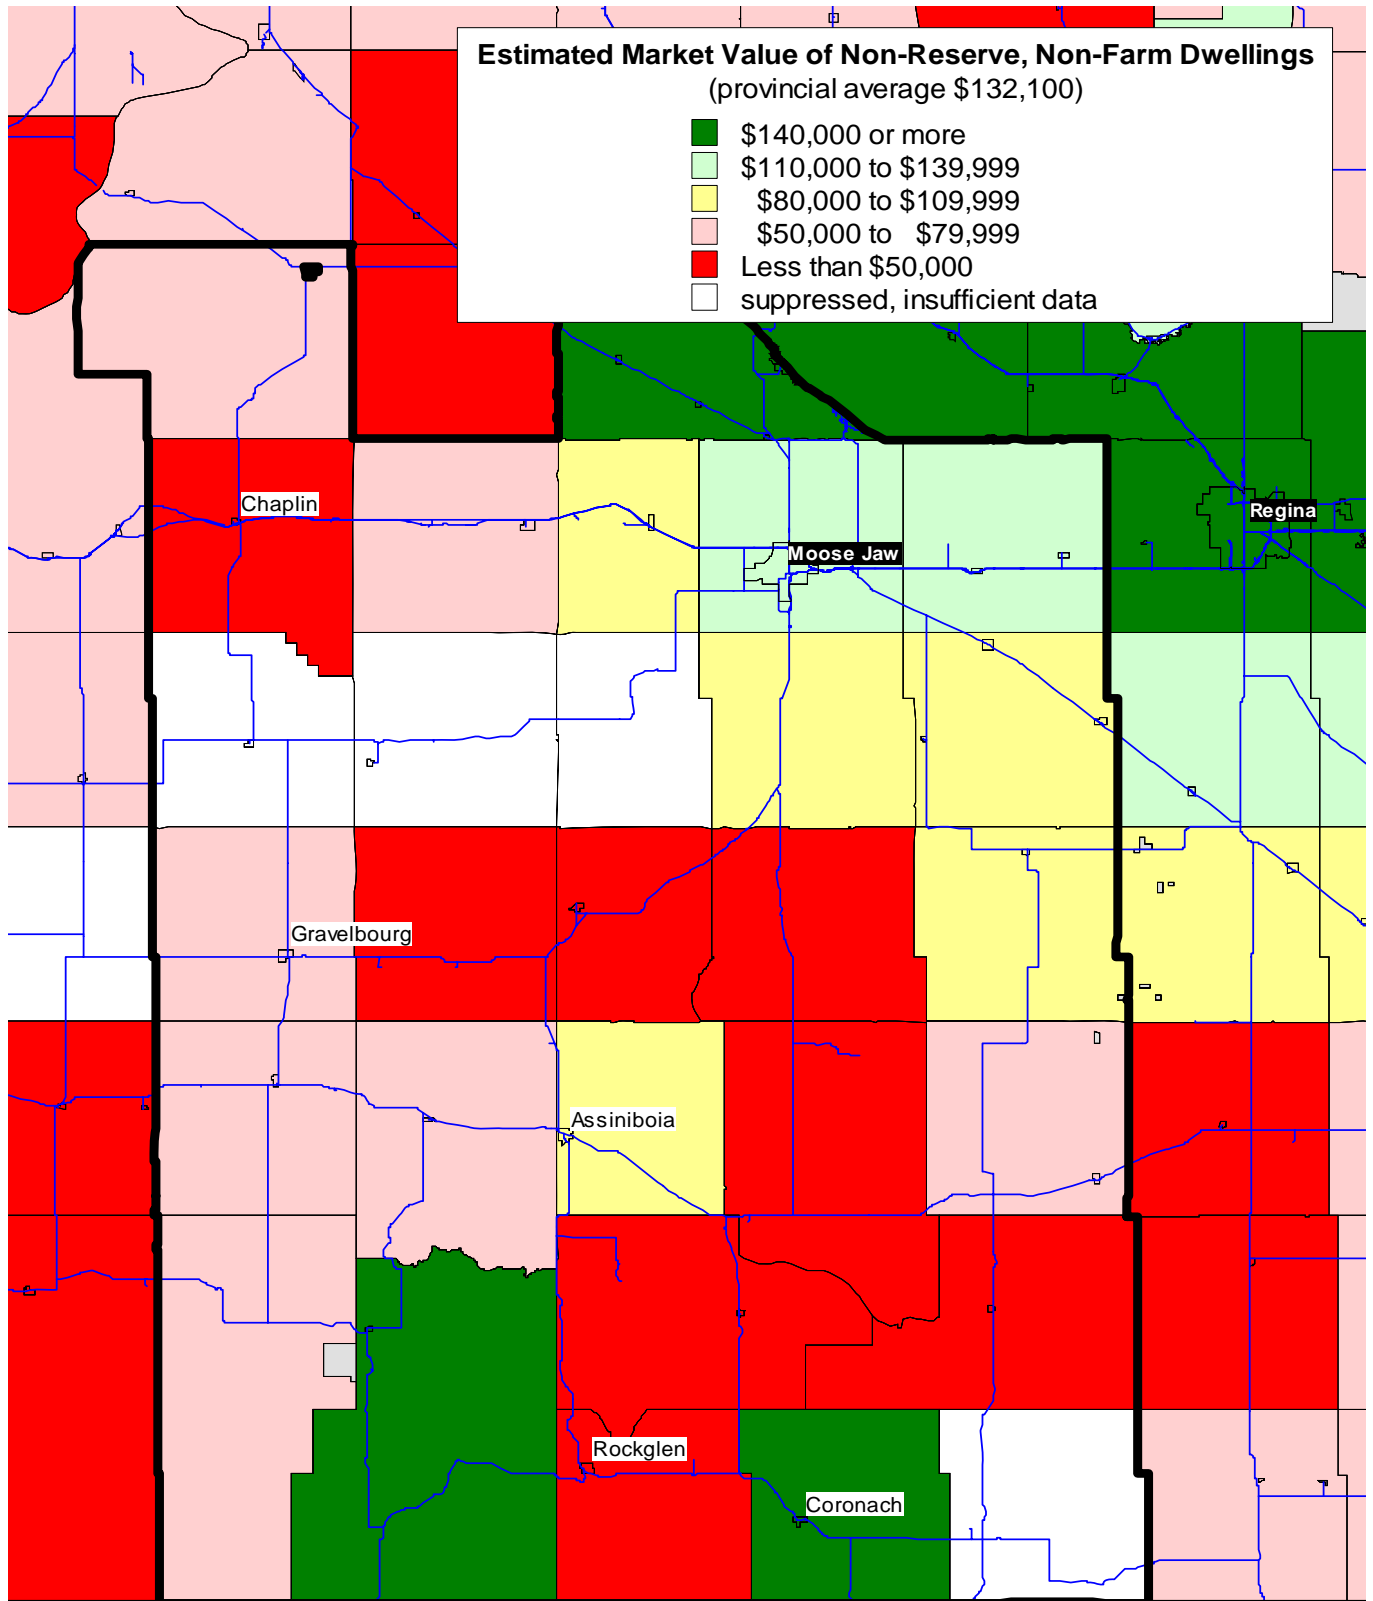 Estimated Market Value of Non-Reserve, Non-Farm Dwellings
(provincial average $132,100)
$140,000 or more
$110,000 to $139,999
$80,000 to $109,999
$50,000 to $79,999
Less than $50,000
suppressed, insufficient data
Chaplin
Regina
Moose Jaw
Gravelbourg
Assiniboia
Rockglen
Coronach